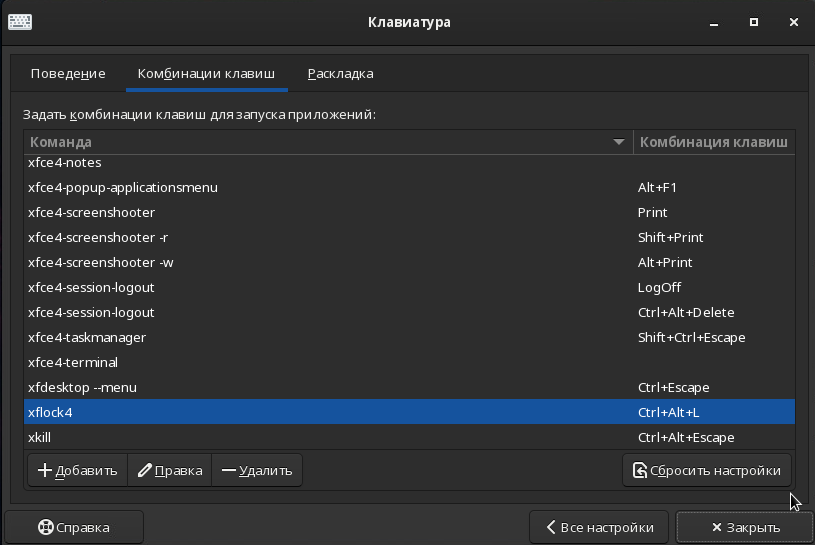 Клавиатура
Поведение Комбинации клавиш Раскладка
Задать комбинации клавиш для запуска приложений:
Команда Комбинация клавиш
xfce4-notes
xfce4-popup-applicationsmenu Alt+F1
xfce4-screenshooter Print
xfce4-screenshooter -r Shift+Print
xfce4-screenshooter -w Alt+Print
xfce4-session-logout LogOff
xfce4-session-logout Ctrl+Alt+Delete
xfce4-taskmanager Shift+Ctrl+Escape
xfce4-terminal
xfdesktop --menu Ctrl+Escape
xflock4 Ctrl+Alt+L
xkill Ctrl+Alt+Escape
Добавить Правка Удалить Сбросить настройки
Справка Все настройки Закрыть